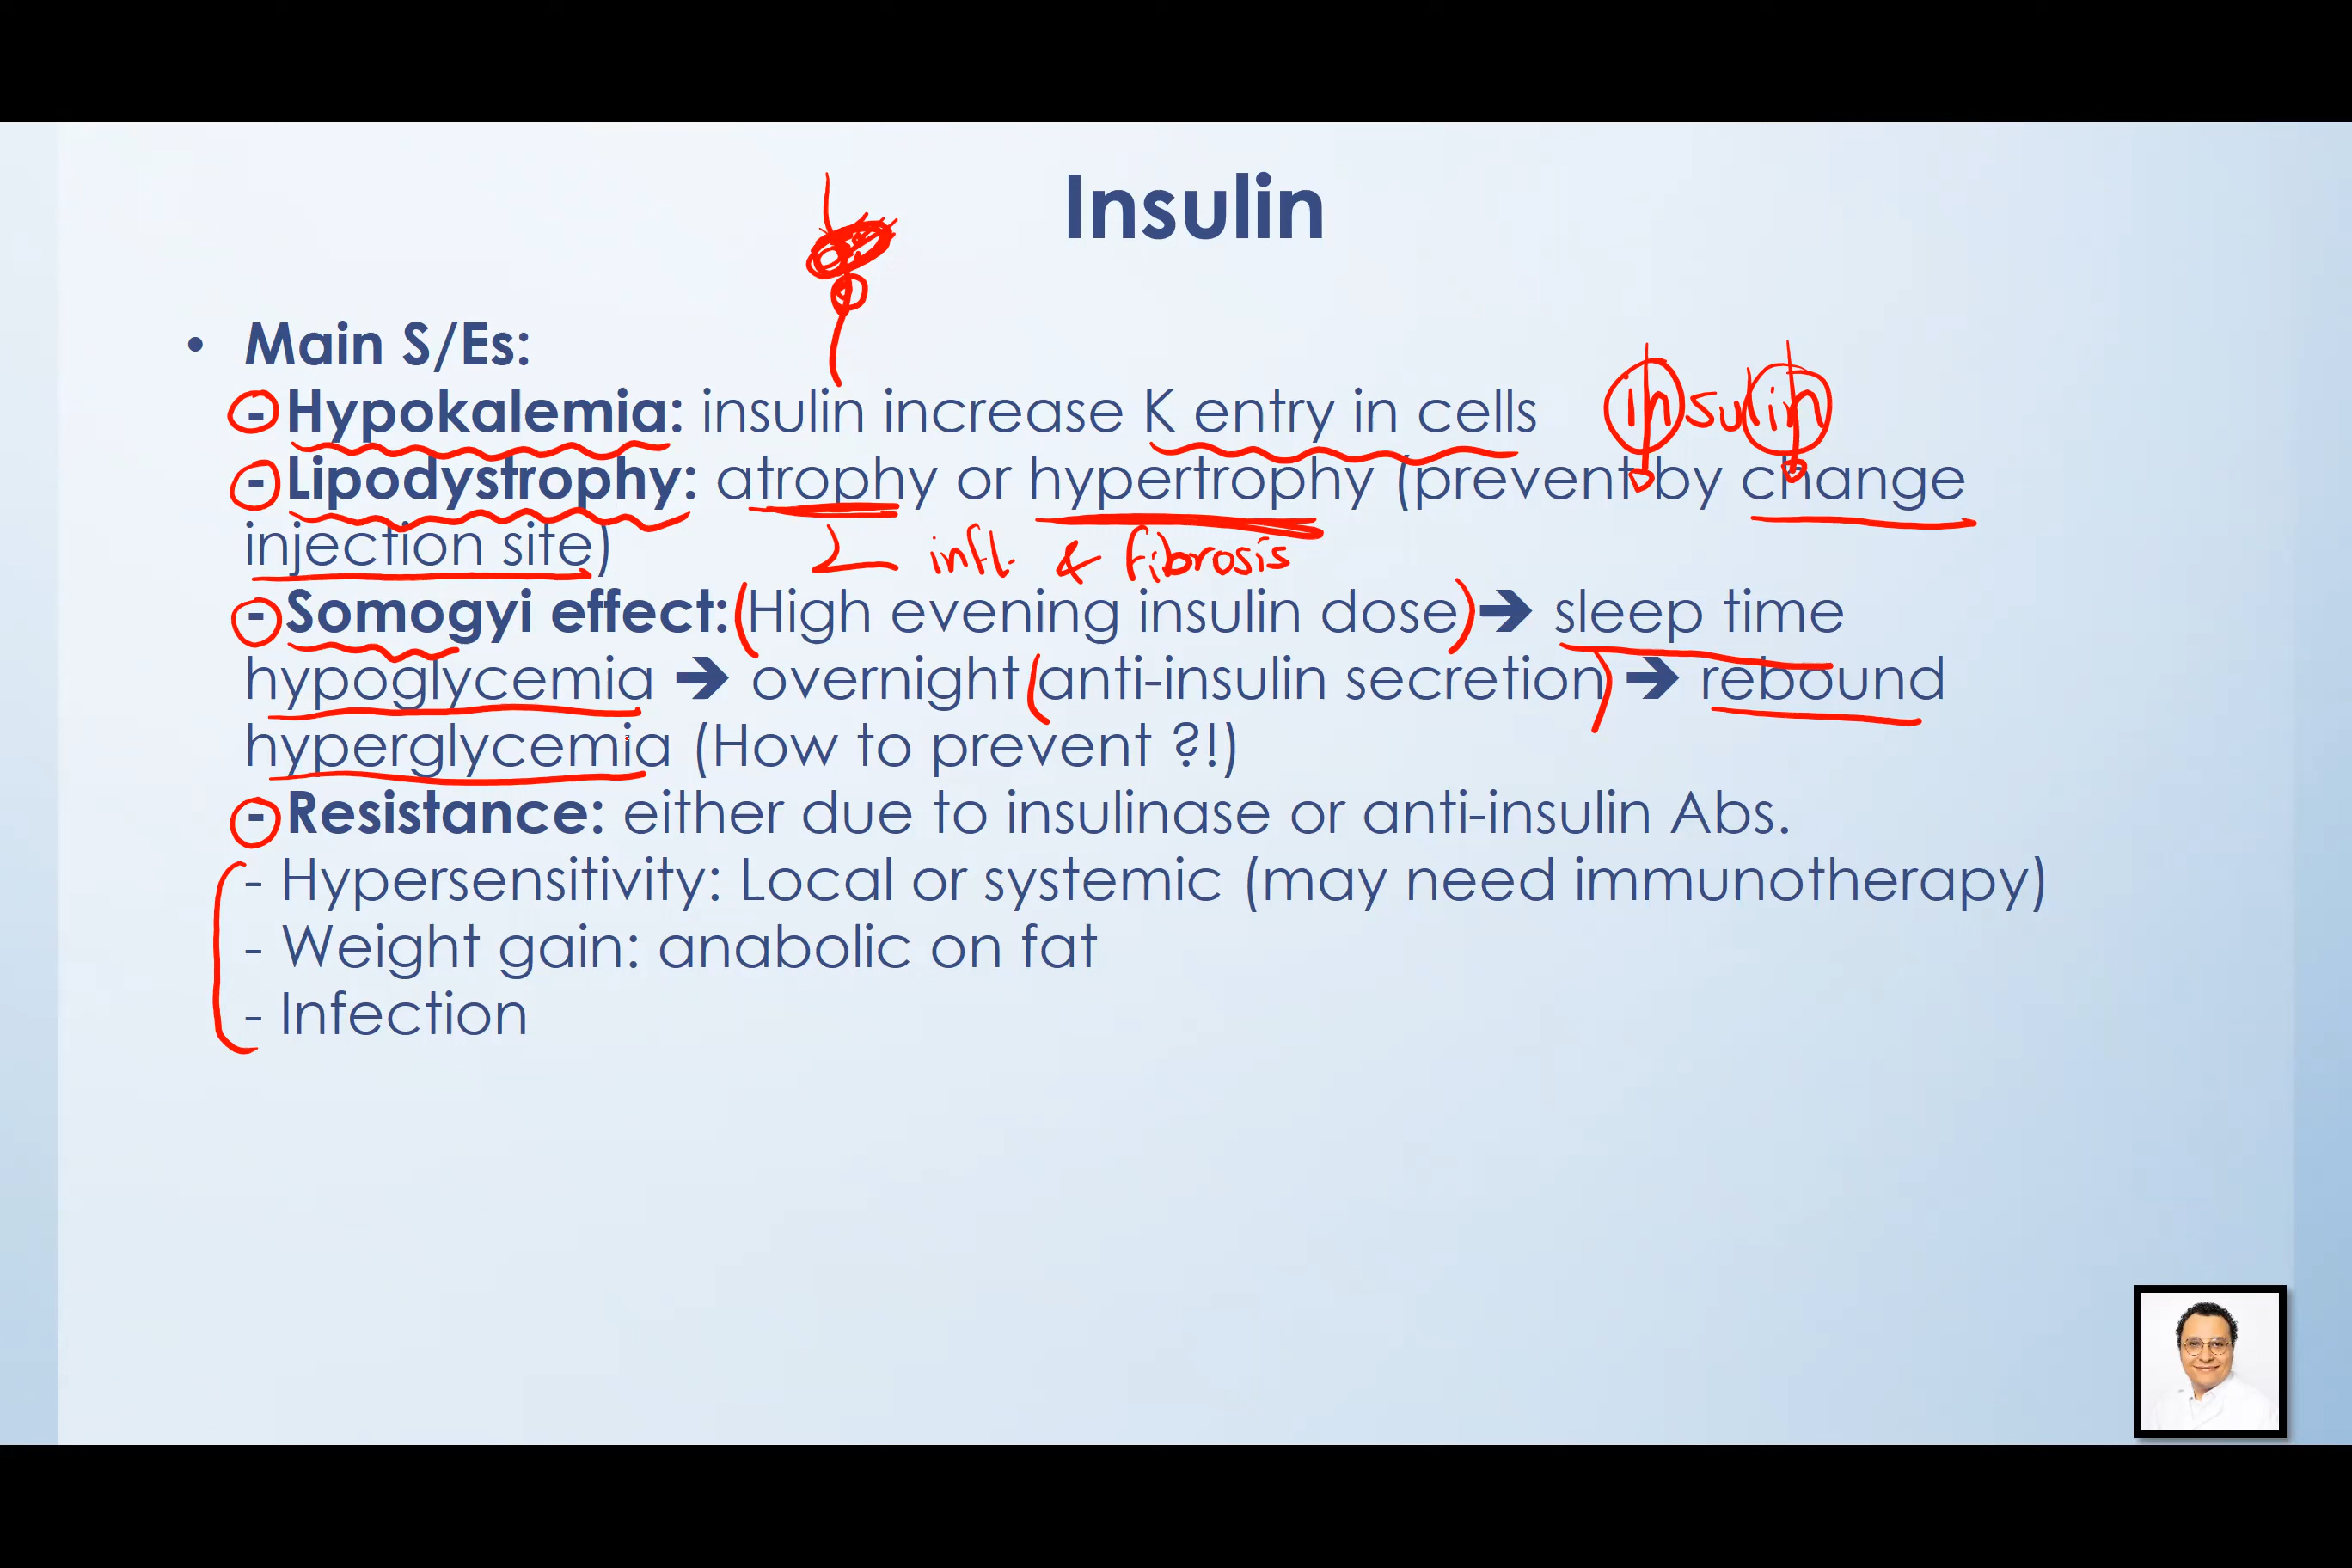 Insulin
• Main S/Es:
- Hypokalemia: insulin increase K entry in cells
insulin
- Lipodystrophy: atrophy or hypertrophy (prevent by change
injection site)
infl. & fibrosis
- Somogyi effect: (High evening insulin dose) ➔ sleep time
hypoglycemia ➔ overnight (anti-insulin secretion) ➔ rebound
hyperglycemia (How to prevent ?!)
- Resistance: either due to insulinase or anti-insulin Abs.
- Hypersensitivity: Local or systemic (may need immunotherapy)
- Weight gain: anabolic on fat
- Infection